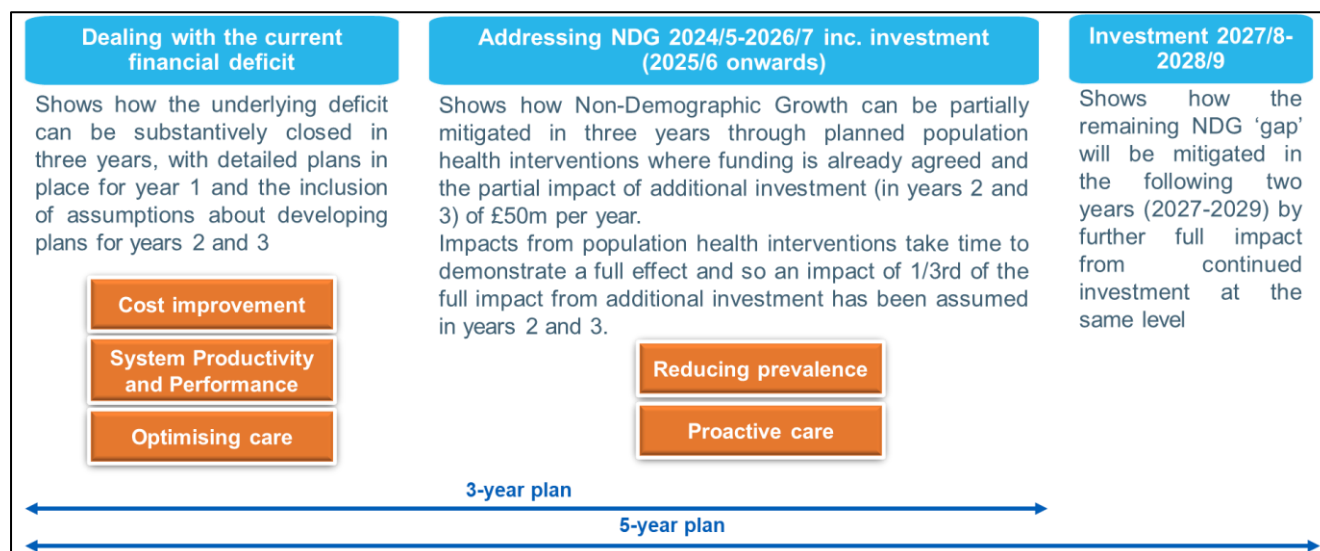 Dealing with the current
financial deficit
Shows how the underlying deficit
can be substantively closed in
three years, with detailed plans in
place for year 1 and the inclusion
of assumptions about developing
plans for years 2 and 3
Cost improvement
System Productivity
and Performance
Optimising care
Addressing NDG 2024/5-2026/7 inc. investment
(2025/6 onwards)
Shows how Non-Demographic Growth can be partially
mitigated in three years through planned population
health interventions where funding is already agreed and
the partial impact of additional investment (in years 2 and
3) of £50m per year.
Impacts from population health interventions take time to
demonstrate a full effect and so an impact of 1/3rd of the
full impact from additional investment has been assumed
in years 2 and 3.
Reducing prevalence
Proactive care
Investment 2027/8-
2028/9
Shows how the
remaining NDG ‘gap’
will be mitigated in
the following two
years (2027-2029) by
further full impact
from continued
investment at the
same level
3-year plan
5-year plan